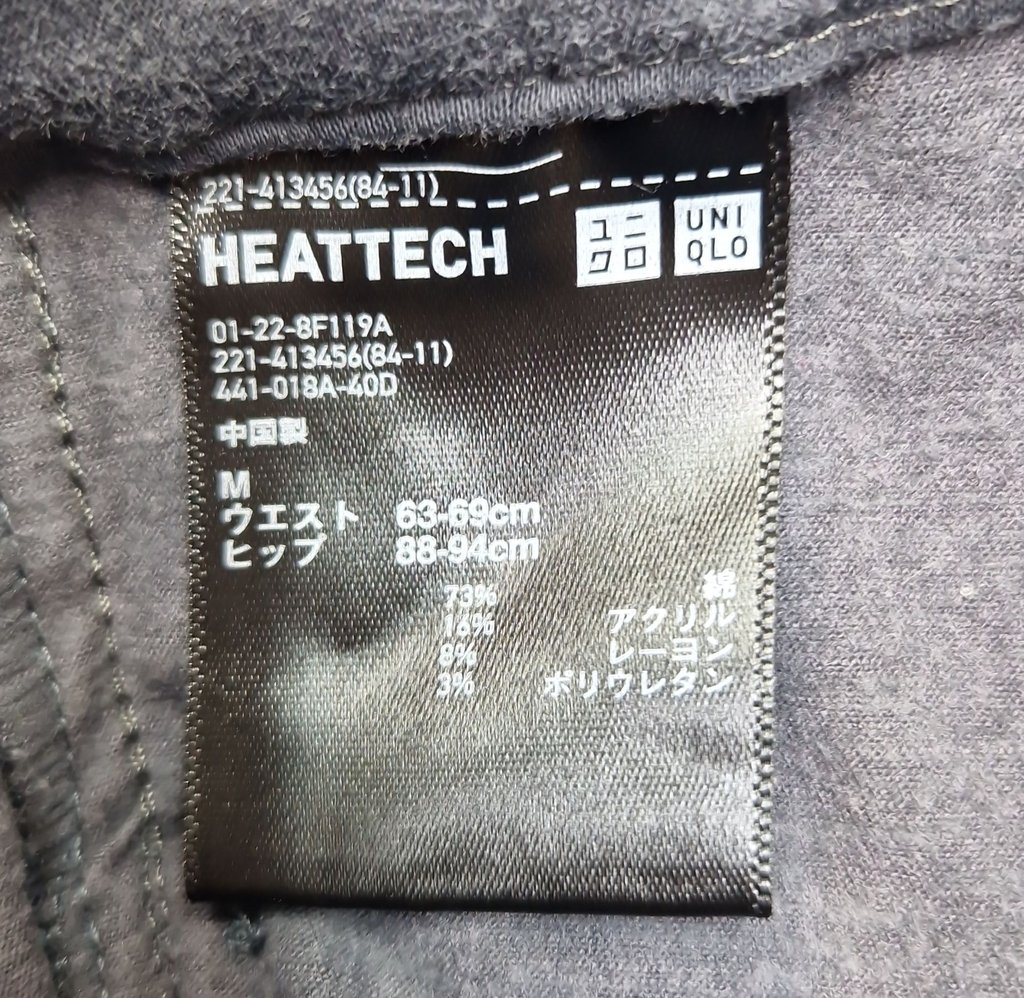 221-413456(84-11)
HEATTECH
ユニクロ
UNI
QLO
01-22-8F119A
221-413456(84-11)
441-018A-40D
中国製
M
ウエスト 63-69cm
ヒップ 88-94cm
73% 綿
16% アクリル
8% レーヨン
3% ポリウレタン